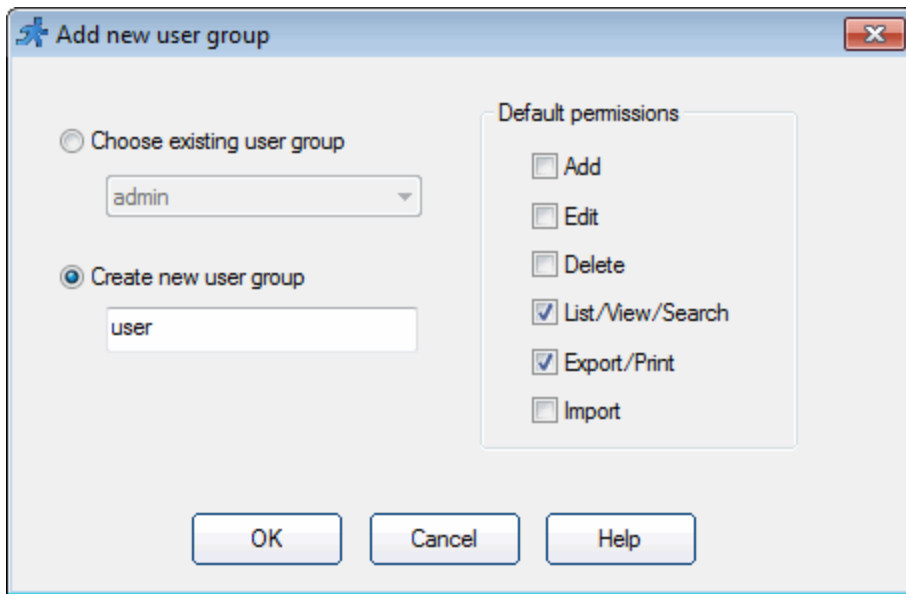 Add new user group
Choose existing user group
admin
Create new user group
user
Default permissions
Add
Edit
Delete
List/View/Search
Export/Print
Import
OK
Cancel
Help